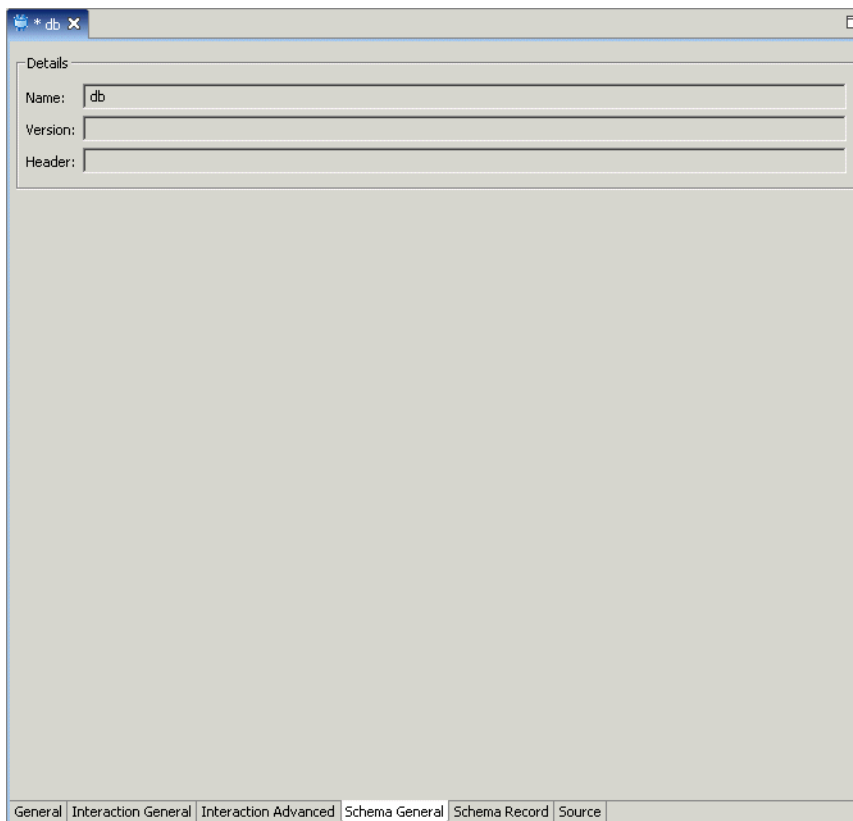 * db
Details
Name: db
Version:
Header:
General Interaction General Interaction Advanced Schema General Schema Record Source